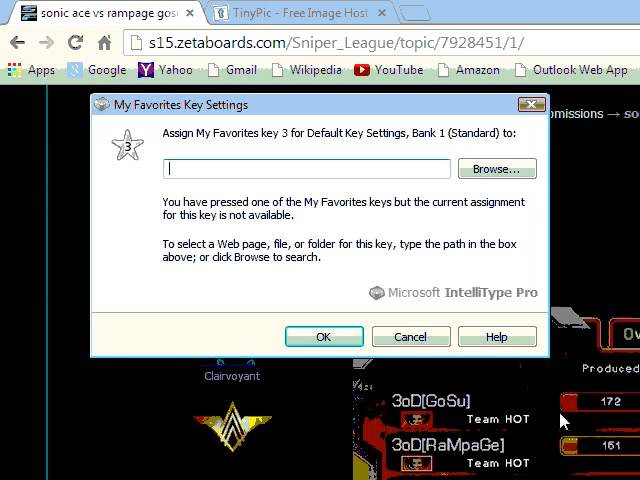 sonic ace vs rampage gosu
TinyPic - Free Image Host
s15.zetaboards.com/Sniper_League/topic/7928451/1/
Apps Google Yahoo Gmail Wikipedia YouTube Amazon Outlook Web App
My Favorites Key Settings
omissions → so
3
Assign My Favorites key 3 for Default Key Settings, Bank 1 (Standard) to:
Browse...
You have pressed one of the My Favorites keys but the current assignment
for this key is not available.
To select a Web page, file, or folder for this key, type the path in the box
above; or click Browse to search.
Microsoft IntelliType Pro
OK Cancel Help
Ov
Produced
Clairvoyant
3oD[GoSu] 172
Team HOT
3oD[RaMpaGe] 161
Team HOT